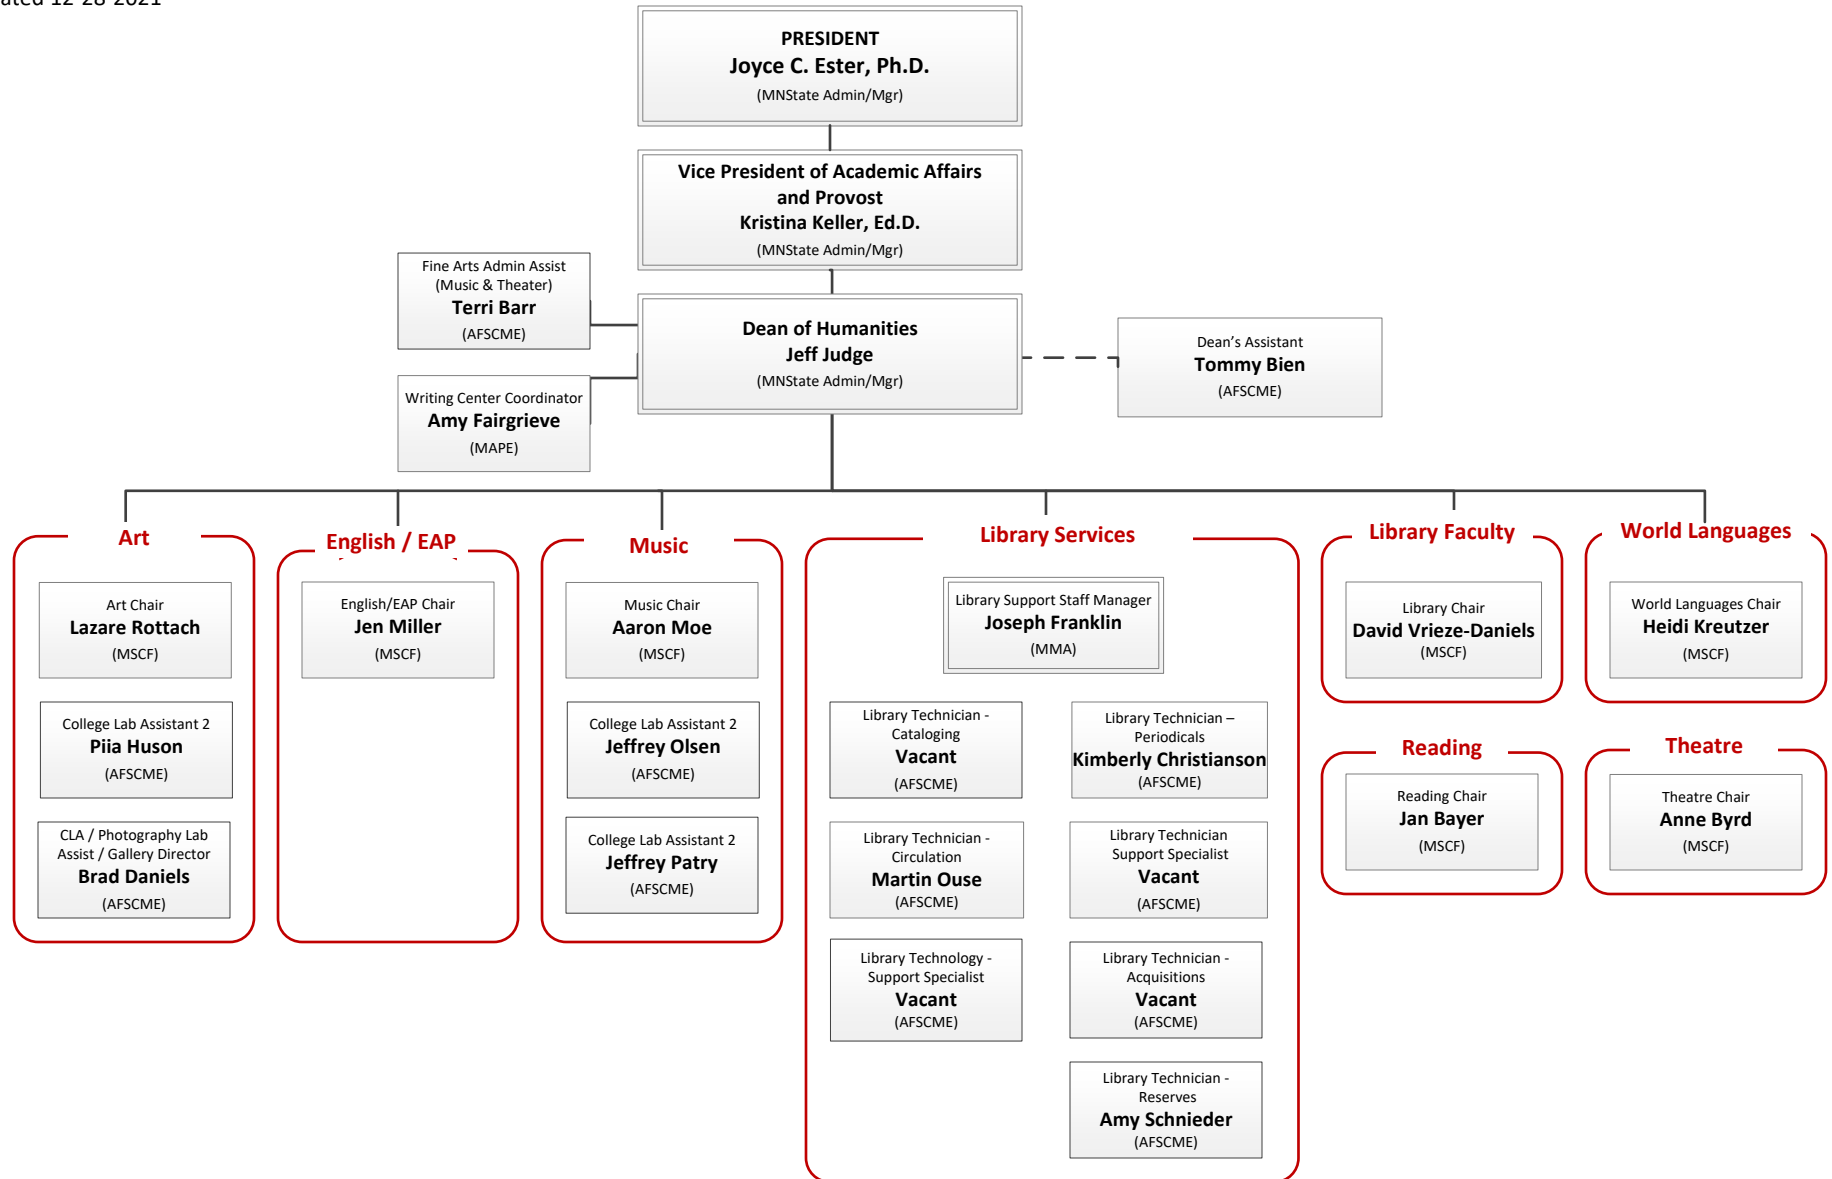 12-28-2021
PRESIDENT
Joyce C. Ester, Ph.D.
(MNState Admin/Mgr)
Vice President of Academic Affairs
and Provost
Kristina Keller, Ed.D.
(MNState Admin/Mgr)
Fine Arts Admin Assist
(Music & Theater)
Terri Barr
(AFSCME)
Dean of Humanities
Jeff Judge
(MNState Admin/Mgr)
Dean’s Assistant
Tommy Bien
(AFSCME)
Writing Center Coordinator
Amy Fairgrieve
(MAPE)
Art
Art Chair
Lazare Rottach
(MSCF)
College Lab Assistant 2
Piia Huson
(AFSCME)
CLA / Photography Lab
Assist / Gallery Director
Brad Daniels
(AFSCME)
English / EAP
English/EAP Chair
Jen Miller
(MSCF)
Music
Music Chair
Aaron Moe
(MSCF)
College Lab Assistant 2
Jeffrey Olsen
(AFSCME)
College Lab Assistant 2
Jeffrey Patry
(AFSCME)
Library Services
Library Support Staff Manager
Joseph Franklin
(MMA)
Library Technician -
Cataloging
Vacant
(AFSCME)
Library Technician –
Periodicals
Kimberly Christianson
(AFSCME)
Library Technician -
Circulation
Martin Ouse
(AFSCME)
Library Technician
Support Specialist
Vacant
(AFSCME)
Library Technology -
Support Specialist
Vacant
(AFSCME)
Library Technician -
Acquisitions
Vacant
(AFSCME)
Library Technician -
Reserves
Amy Schnieder
(AFSCME)
Library Faculty
Library Chair
David Vrieze-Daniels
(MSCF)
World Languages
World Languages Chair
Heidi Kreutzer
(MSCF)
Reading
Reading Chair
Jan Bayer
(MSCF)
Theatre
Theatre Chair
Anne Byrd
(MSCF)